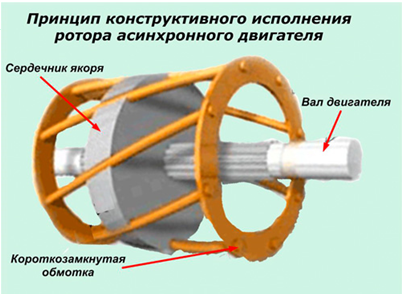 Принцип конструктивного исполнения
ротора асинхронного двигателя
Сердечник якоря
Вал двигателя
Короткозамкнутая
обмотка